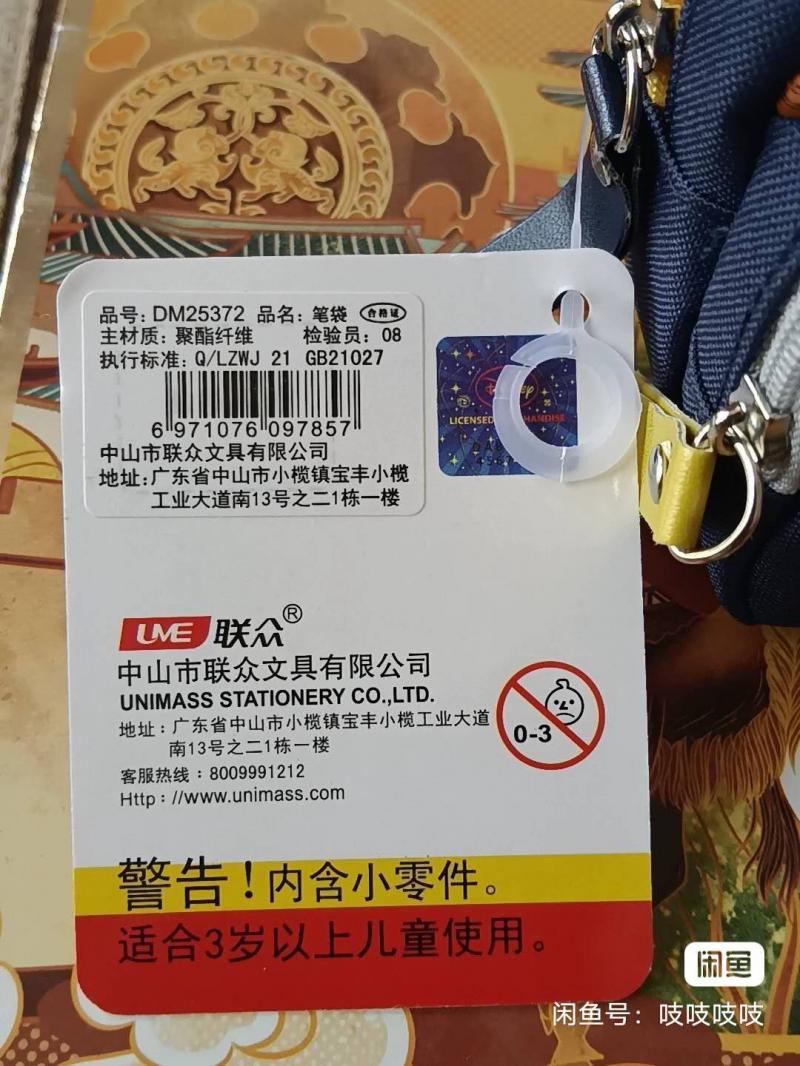 品号: DM25372 品名: 笔袋 合格证
主材质: 聚酯纤维 检验员: 08
执行标准: Q/LZWJ 21 GB21027
6 971076 097857
中山市联众文具有限公司
地址:广东省中山市小榄镇宝丰小榄
工业大道南13号之二1栋一楼
LICENSED
UME 联众®
中山市联众文具有限公司
UNIMASS STATIONERY CO.,LTD.
地址:广东省中山市小榄镇宝丰小榄工业大道
南13号之二1栋一楼
客服热线:8009991212
Http://www.unimass.com
0-3
警告!内含小零件。
适合3岁以上儿童使用。
闲鱼
闲鱼号:吱吱吱吱